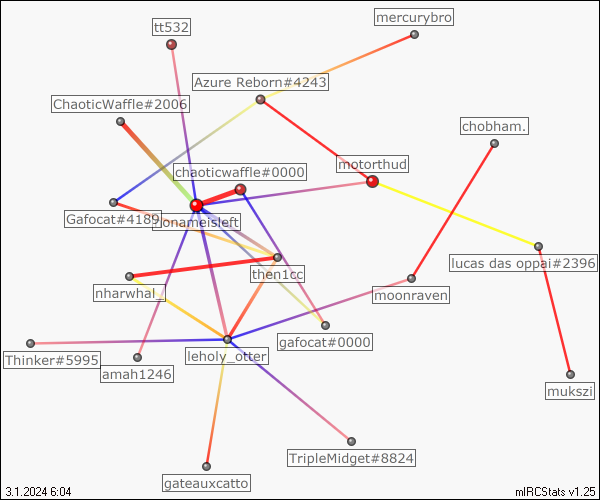 tt532
mercurybro
Azure Reborn#4243
ChaoticWaffle#2006
chobham.
chaoticwaffle#0000
motorthud
Gafocat#4189
jonameisleft
lucas das oppai#2396
then1cc
nharwhal_
moonraven
gafocat#0000
Thinker#5995
leholy_otter
amah1246
mukszi
TripleMidget#8824
gateauxcatto
3.1.2024 6:04
mIRCStats v1.25